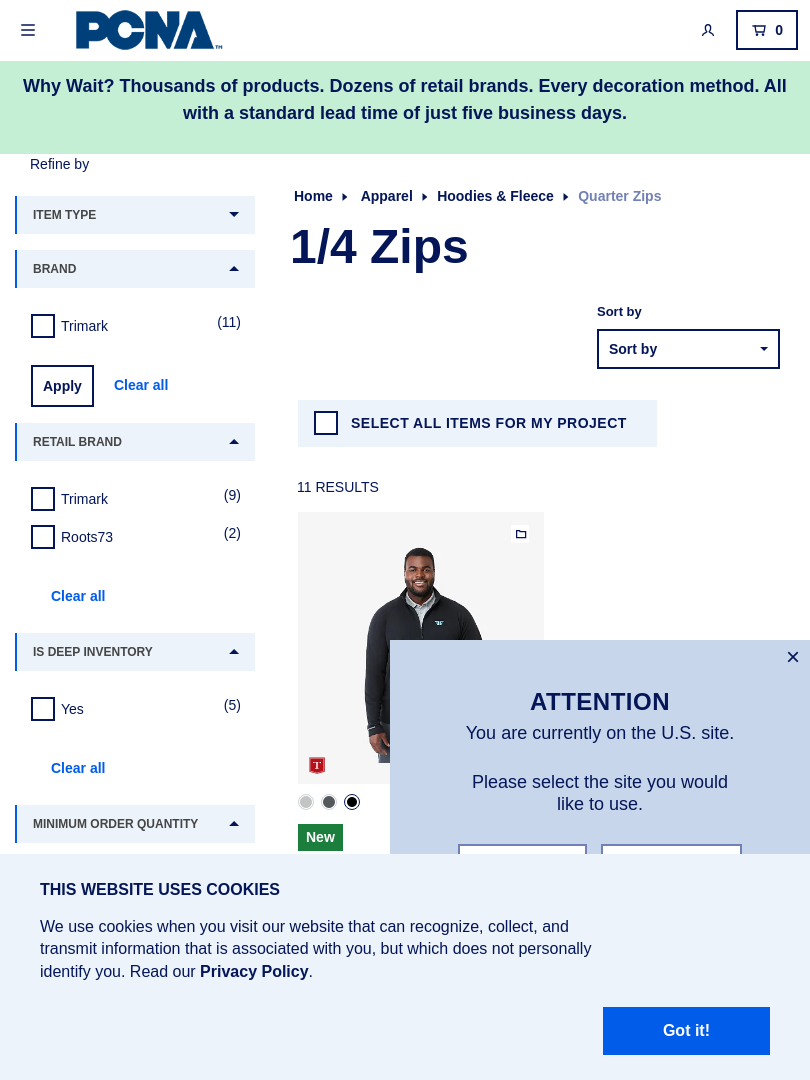 PCNA™
0
Why Wait? Thousands of products. Dozens of retail brands. Every decoration method. All
with a standard lead time of just five business days.
Refine by
ITEM TYPE
BRAND
Trimark (11)
Apply Clear all
RETAIL BRAND
Trimark (9)
Roots73 (2)
Clear all
IS DEEP INVENTORY
Yes (5)
Clear all
MINIMUM ORDER QUANTITY
Home Apparel Hoodies & Fleece Quarter Zips
1/4 Zips
Sort by
Sort by
SELECT ALL ITEMS FOR MY PROJECT
11 RESULTS
T
New
ATTENTION
You are currently on the U.S. site.
Please select the site you would
like to use.
THIS WEBSITE USES COOKIES
We use cookies when you visit our website that can recognize, collect, and
transmit information that is associated with you, but which does not personally
identify you. Read our Privacy Policy.
Got it!